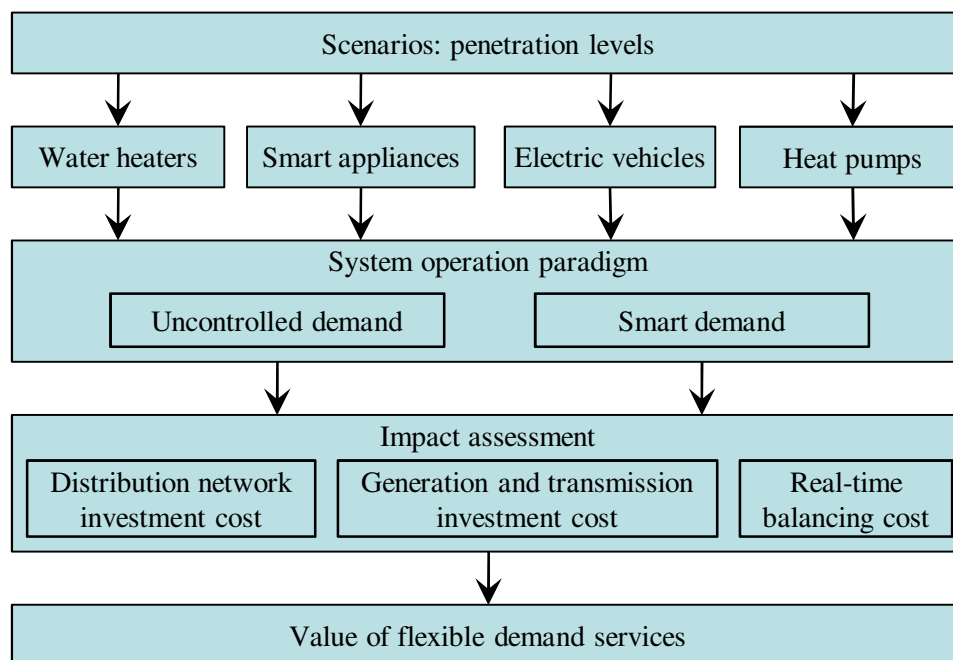 Scenarios: penetration levels
Water heaters
Smart appliances
Electric vehicles
Heat pumps
System operation paradigm
Uncontrolled demand
Smart demand
Impact assessment
Distribution network
investment cost
Generation and transmission
investment cost
Real-time
balancing cost
Value of flexible demand services